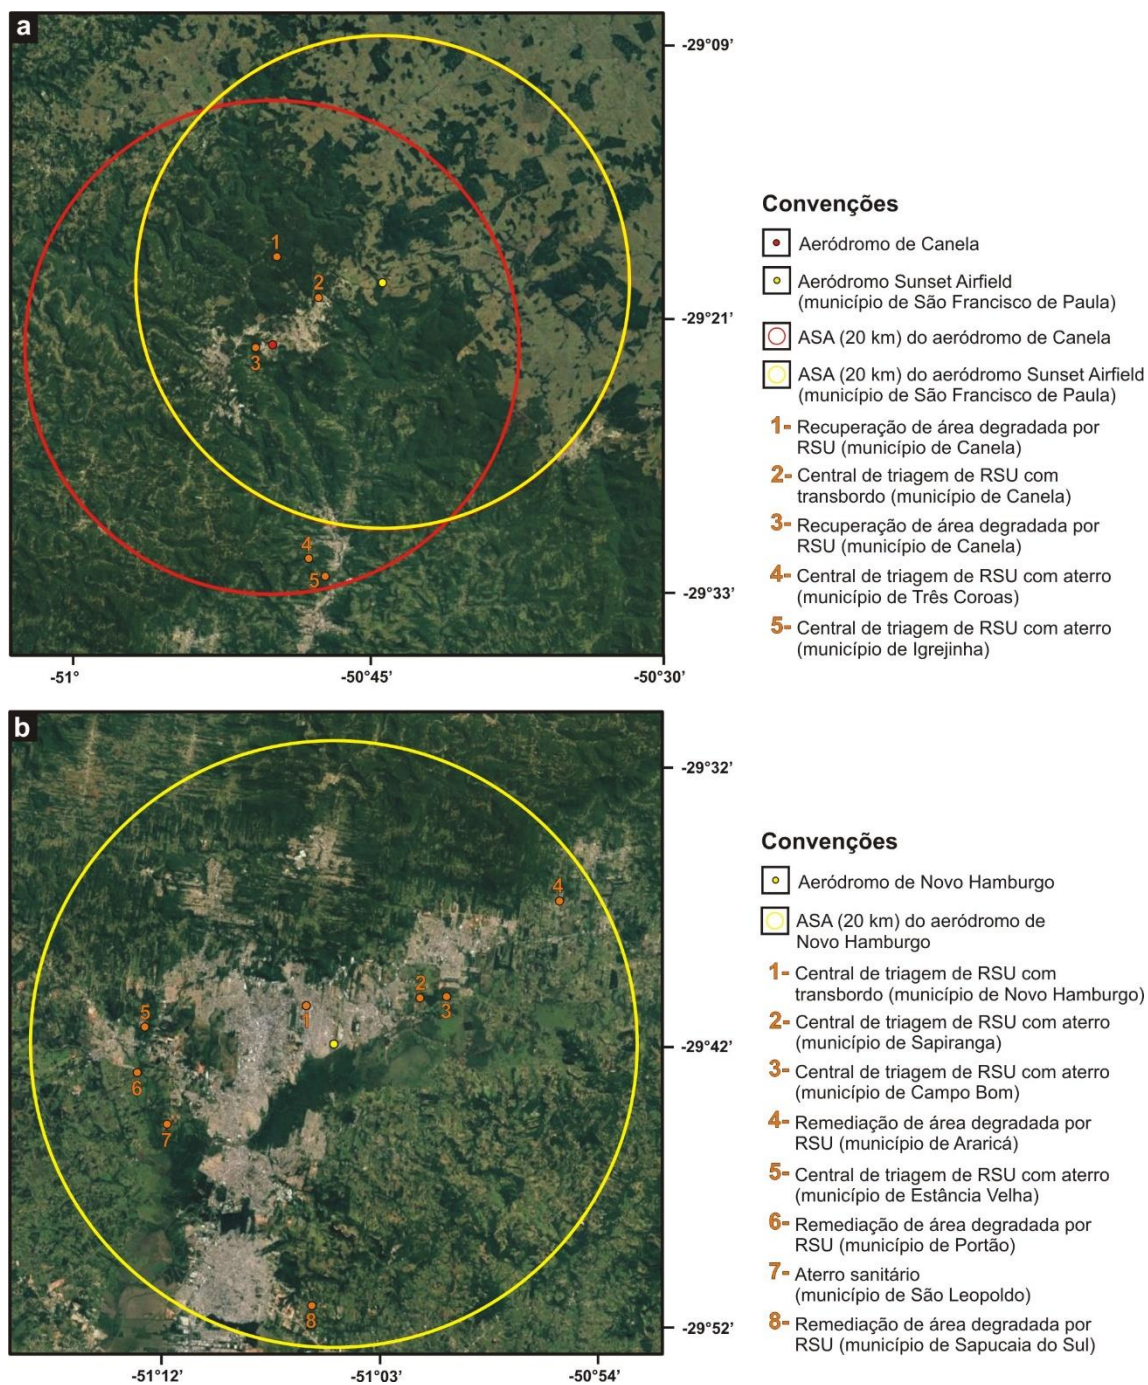 a
-29°09’
-29°21’
-29°33’
-51°
-50°45’
-50°30’
1
2
3
4
5
Convenções
Aeródromo de Canela
Aeródromo Sunset Airfield
(município de São Francisco de Paula)
ASA (20 km) do aeródromo de Canela
ASA (20 km) do aeródromo Sunset Airfield
(município de São Francisco de Paula)
1- Recuperação de área degradada por
RSU (município de Canela)
2- Central de triagem de RSU com
transbordo (município de Canela)
3- Recuperação de área degradada por
RSU (município de Canela)
4- Central de triagem de RSU com aterro
(município de Três Coroas)
5- Central de triagem de RSU com aterro
(município de Igrejinha)
b
-29°32’
-29°42’
-29°52’
-51°12’
-51°03’
-50°54’
4
2
3
1
5
6
7
8
Convenções
Aeródromo de Novo Hamburgo
ASA (20 km) do aeródromo de
Novo Hamburgo
1- Central de triagem de RSU com
transbordo (município de Novo Hamburgo)
2- Central de triagem de RSU com aterro
(município de Sapiranga)
3- Central de triagem de RSU com aterro
(município de Campo Bom)
4- Remediação de área degradada por
RSU (município de Araricá)
5- Central de triagem de RSU com aterro
(município de Estância Velha)
6- Remediação de área degradada por
RSU (município de Portão)
7- Aterro sanitário
(município de São Leopoldo)
8- Remediação de área degradada por
RSU (município de Sapucaia do Sul)